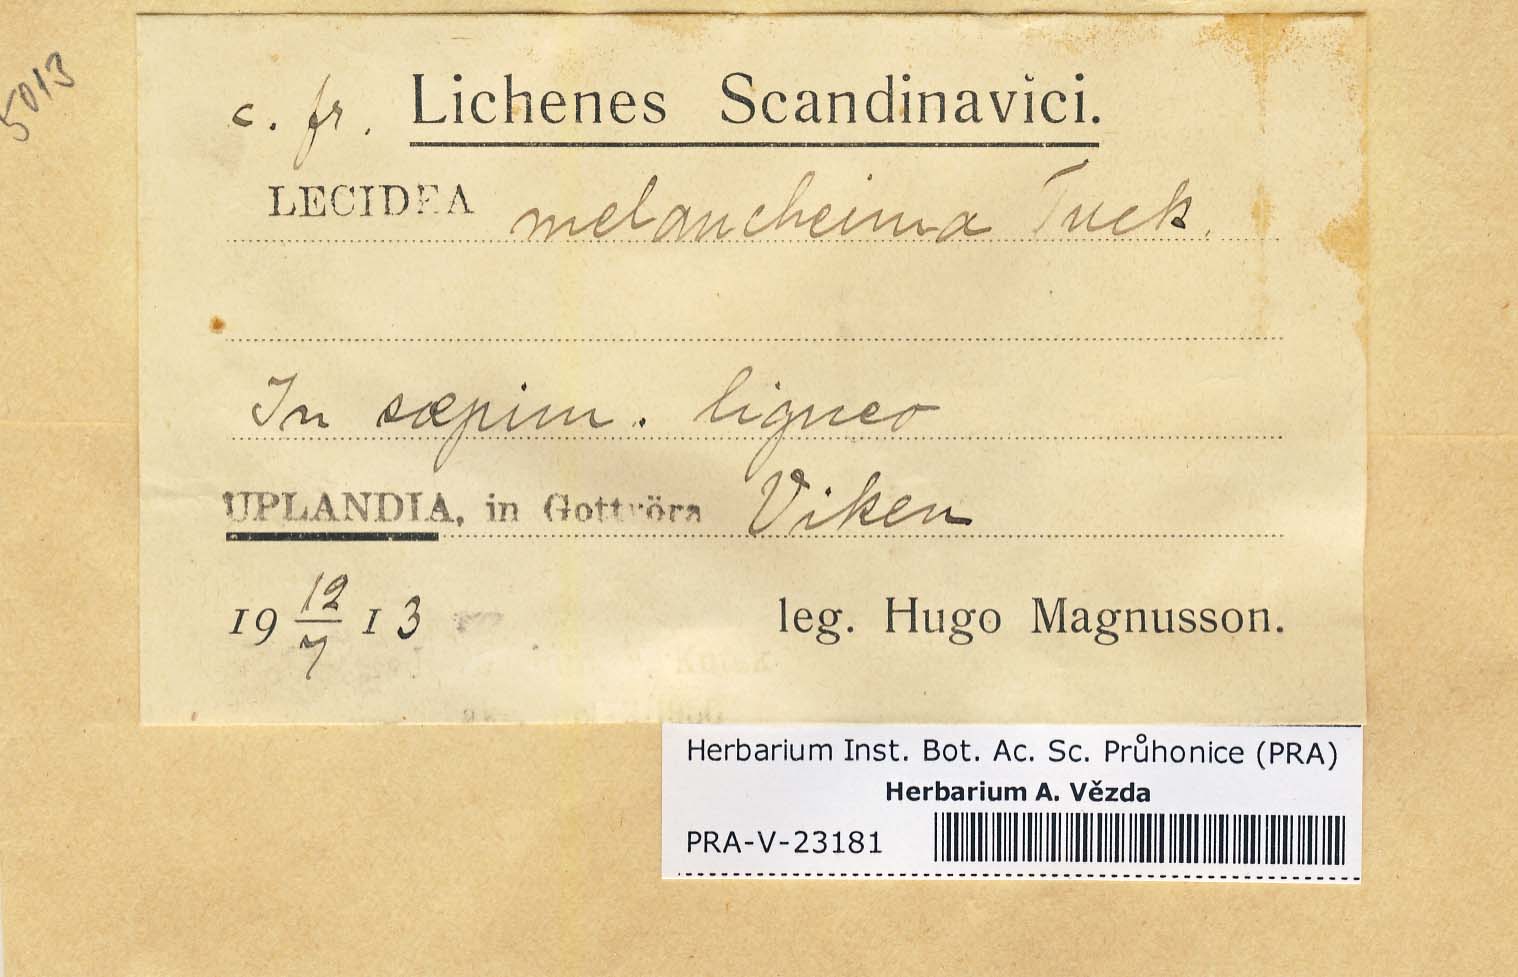 5013
c. fr. Lichenes Scandinavici.
LECIDEA melancheima Tuck.
In sæpim. ligneo
UPLANDIA, in Gottröra Viken
19 12/7 13 leg. Hugo Magnusson.
Herbarium Inst. Bot. Ac. Sc. Průhonice (PRA)
Herbarium A. Vězda
PRA-V-23181